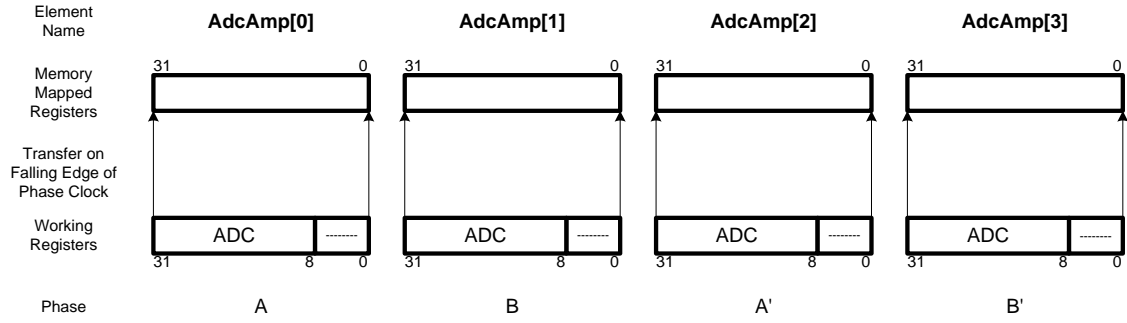 Element
Name
AdcAmp[0] AdcAmp[1] AdcAmp[2] AdcAmp[3]
31 0 31 0 31 0 31 0
Memory
Mapped
Registers
Transfer on
Falling Edge of
Phase Clock
Working
Registers
ADC -------- ADC -------- ADC -------- ADC --------
31 8 0 31 8 0 31 8 0 31 8 0
Phase A B A' B'